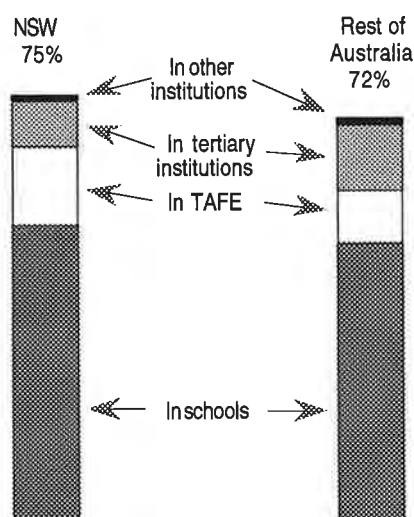 NSW
75%
Rest of
Australia
72%
In other
institutions
In tertiary
institutions
In TAFE
In schools